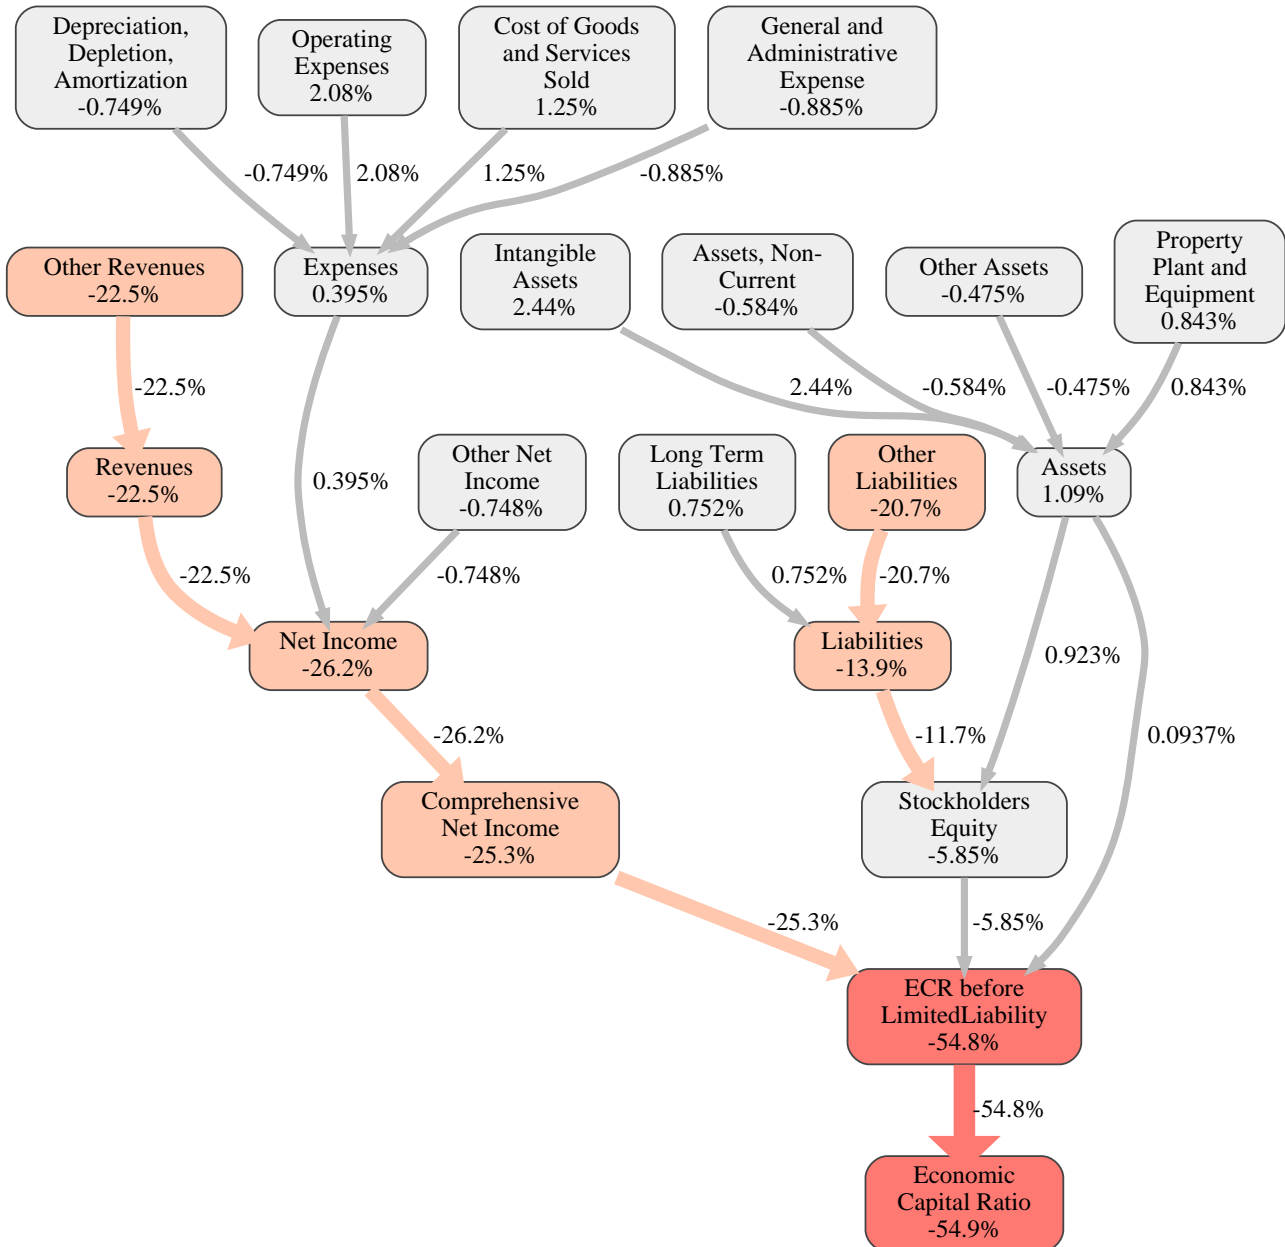 Depreciation,
Depletion,
Amortization
-0.749%
Operating
Expenses
2.08%
Cost of Goods
and Services
Sold
1.25%
General and
Administrative
Expense
-0.885%
-0.749%
2.08%
1.25%
-0.885%
Other Revenues
-22.5%
Expenses
0.395%
Intangible
Assets
2.44%
Assets, Non-
Current
-0.584%
Other Assets
-0.475%
Property
Plant and
Equipment
0.843%
-22.5%
2.44%
-0.584%
-0.475%
0.843%
Revenues
-22.5%
0.395%
Other Net
Income
-0.748%
Long Term
Liabilities
0.752%
Other
Liabilities
-20.7%
Assets
1.09%
-22.5%
-0.748%
0.752%
-20.7%
Net Income
-26.2%
Liabilities
-13.9%
0.923%
-26.2%
-11.7%
0.0937%
Comprehensive
Net Income
-25.3%
Stockholders
Equity
-5.85%
-25.3%
-5.85%
ECR before
LimitedLiability
-54.8%
-54.8%
Economic
Capital Ratio
-54.9%